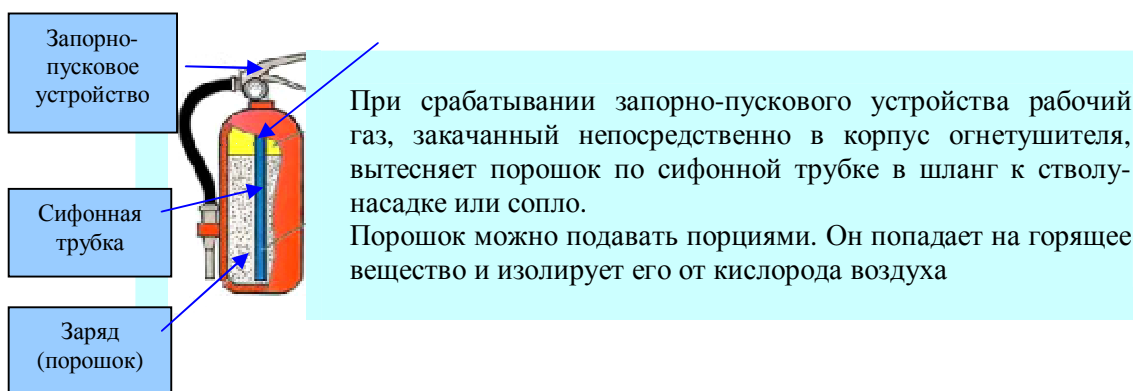 Запорно-
пусковое
устройство
Сифонная
трубка
Заряд
(порошок)
При срабатывании запорно-пускового устройства рабочий
газ, закачанный непосредственно в корпус огнетушителя,
вытесняет порошок по сифонной трубке в шланг к стволу-
насадке или сопло.
Порошок можно подавать порциями. Он попадает на горящее
вещество и изолирует его от кислорода воздуха